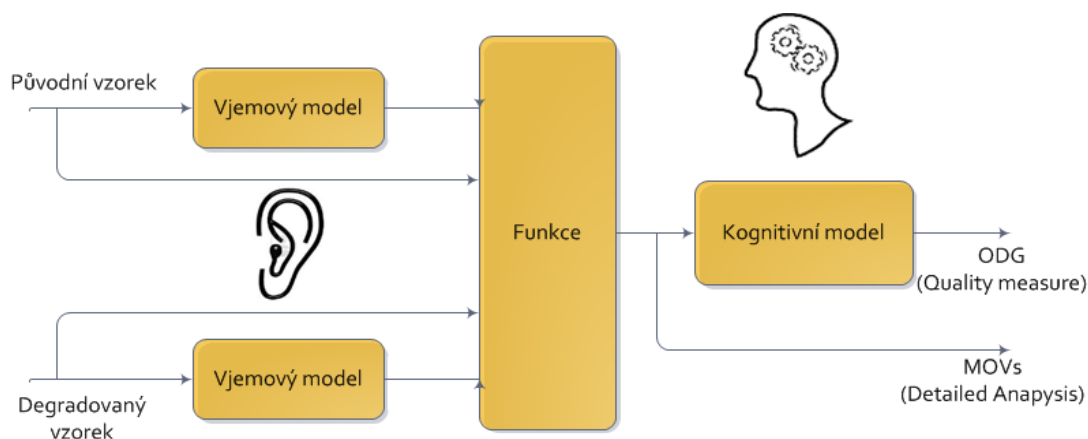 Původní vzorek
Vjemový model
Funkce
Kognitivní model
ODG
(Quality measure)
Vjemový model
MOVs
(Detailed Anapysis)
Degradovaný
vzorek